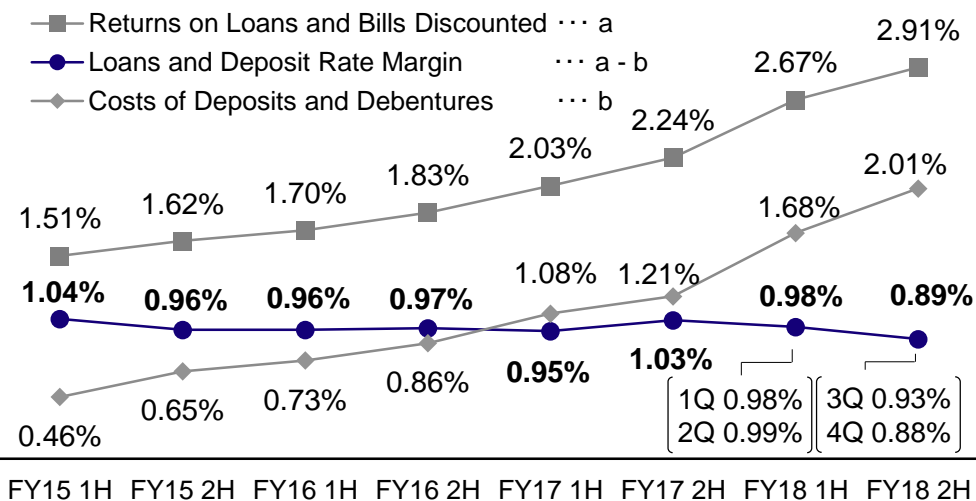 Returns on Loans and Bills Discounted ··· a
Loans and Deposit Rate Margin ··· a - b
Costs of Deposits and Debentures ··· b
1.51% 1.62% 1.70% 1.83% 2.03% 2.24% 2.67% 2.91%
1.04% 0.96% 0.96% 0.97% 0.95% 1.03% 0.98% 0.89%
0.46% 0.65% 0.73% 0.86% 1.08% 1.21% 1.68% 2.01%
1Q 0.98%
2Q 0.99%
3Q 0.93%
4Q 0.88%
FY15 1H FY15 2H FY16 1H FY16 2H FY17 1H FY17 2H FY18 1H FY18 2H